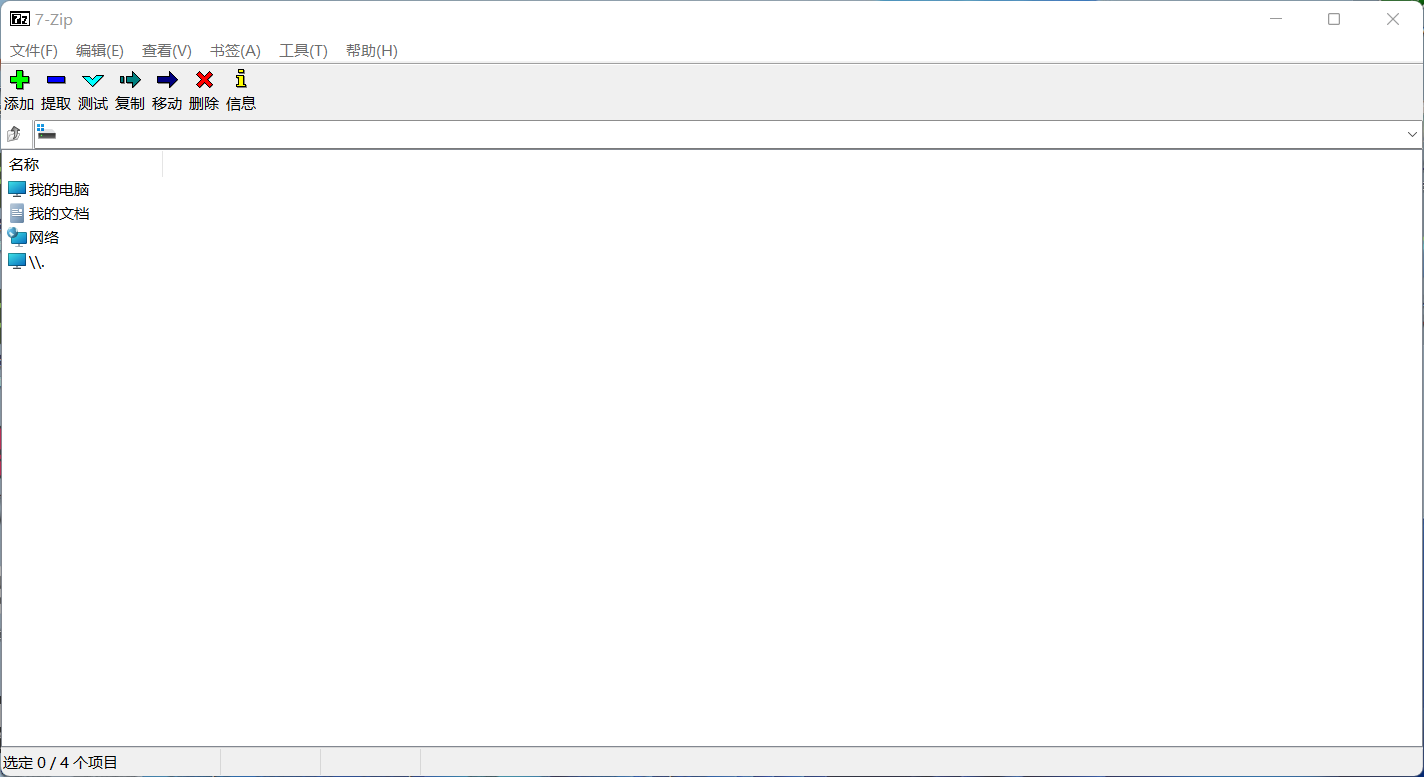 7z 7-Zip
文件(F) 编辑(E) 查看(V) 书签(A) 工具(T) 帮助(H)
添加 提取 测试 复制 移动 删除 信息
名称
我的电脑
我的文档
网络
\\.
选定 0 / 4 个项目